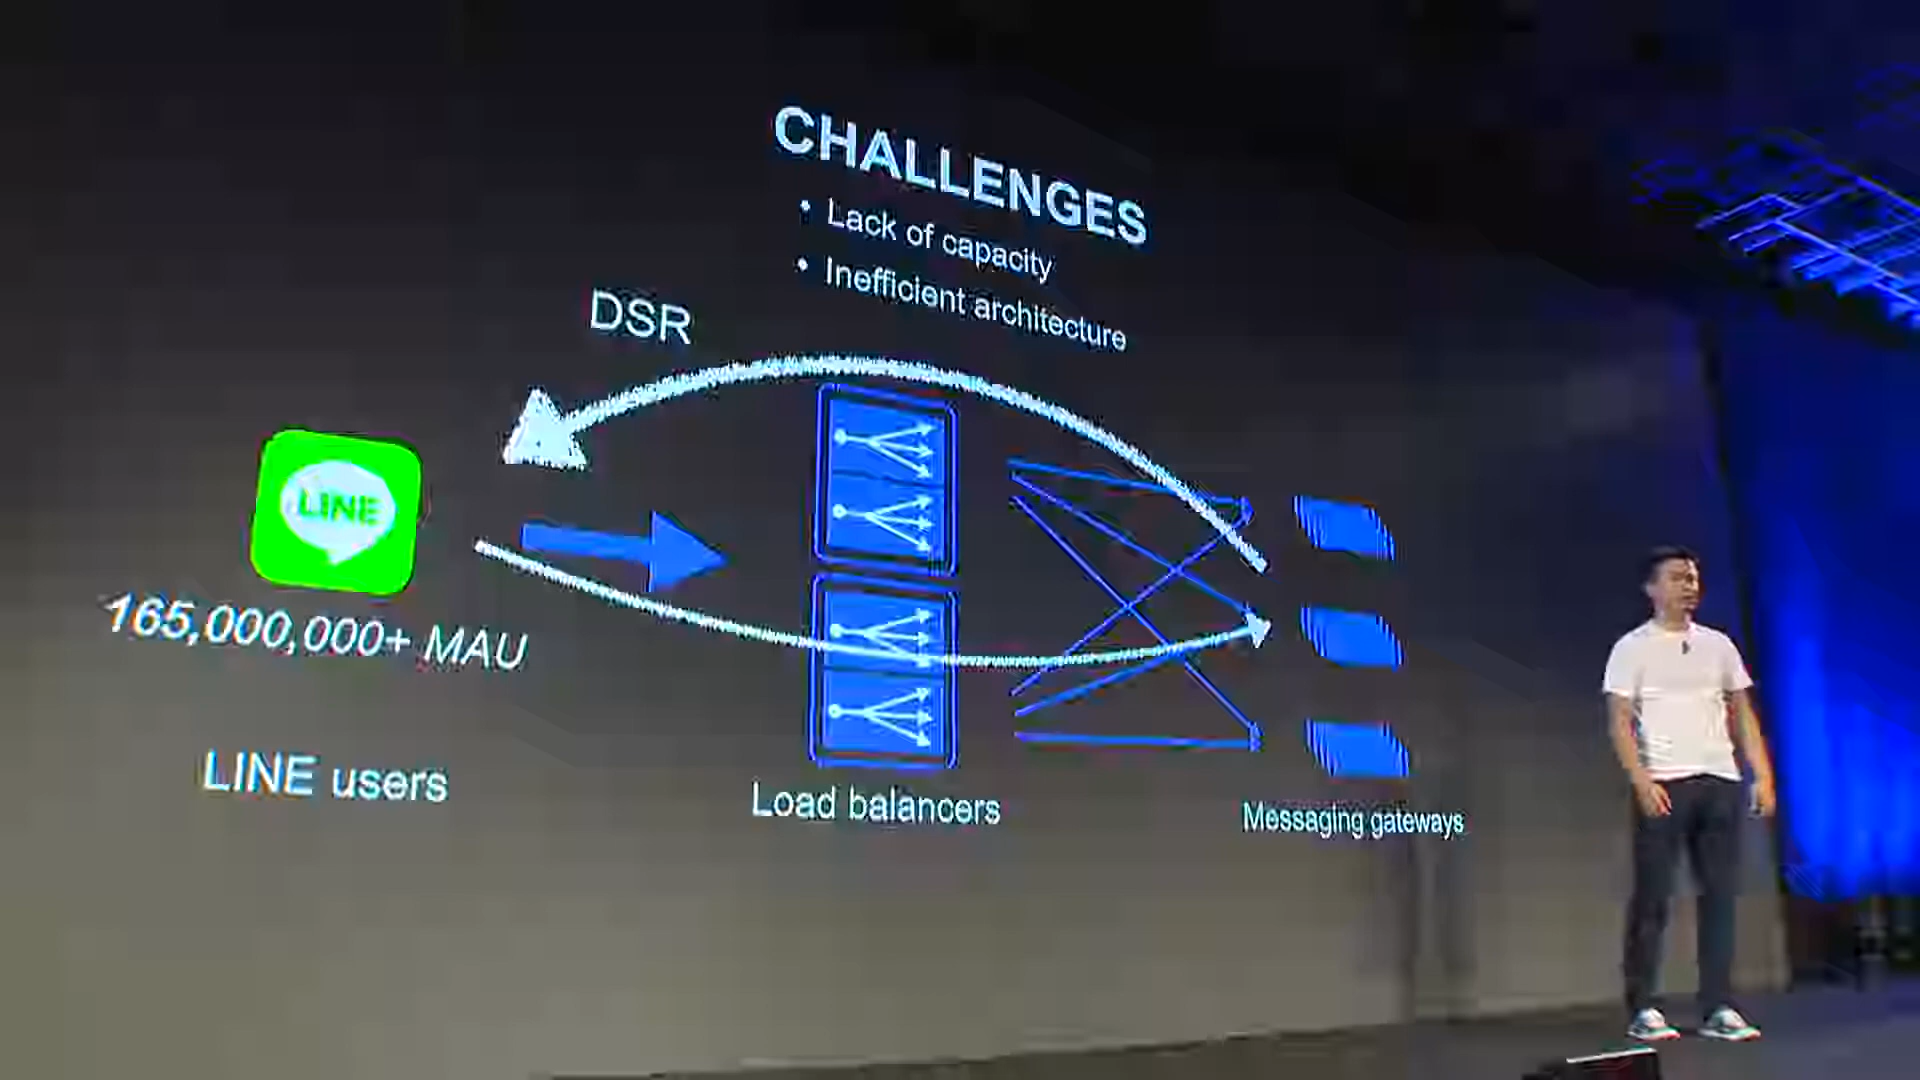 CHALLENGES
• Lack of capacity
• Inefficient architecture
DSR
LINE
165,000,000+ MAU
LINE users
Load balancers
Messaging gateways